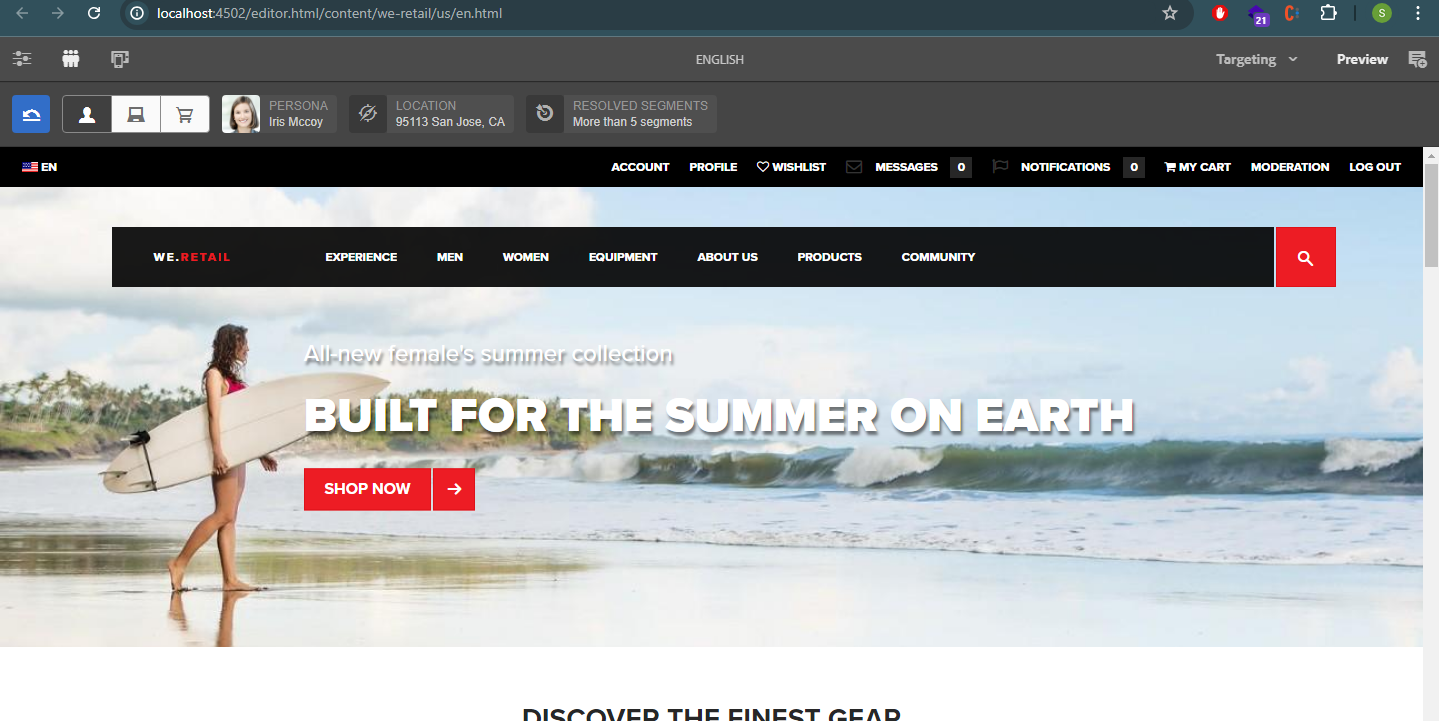 localhost:4502/editor.html/content/we-retail/us/en.html
21
S
ENGLISH
Targeting
Preview
PERSONA
Iris Mccoy
LOCATION
95113 San Jose, CA
RESOLVED SEGMENTS
More than 5 segments
EN
ACCOUNT PROFILE WISHLIST MESSAGES 0 NOTIFICATIONS 0 MY CART MODERATION LOG OUT
WE.RETAIL EXPERIENCE MEN WOMEN EQUIPMENT ABOUT US PRODUCTS COMMUNITY
All-new female's summer collection
BUILT FOR THE SUMMER ON EARTH
SHOP NOW
DISCOVER THE FINEST GEAR